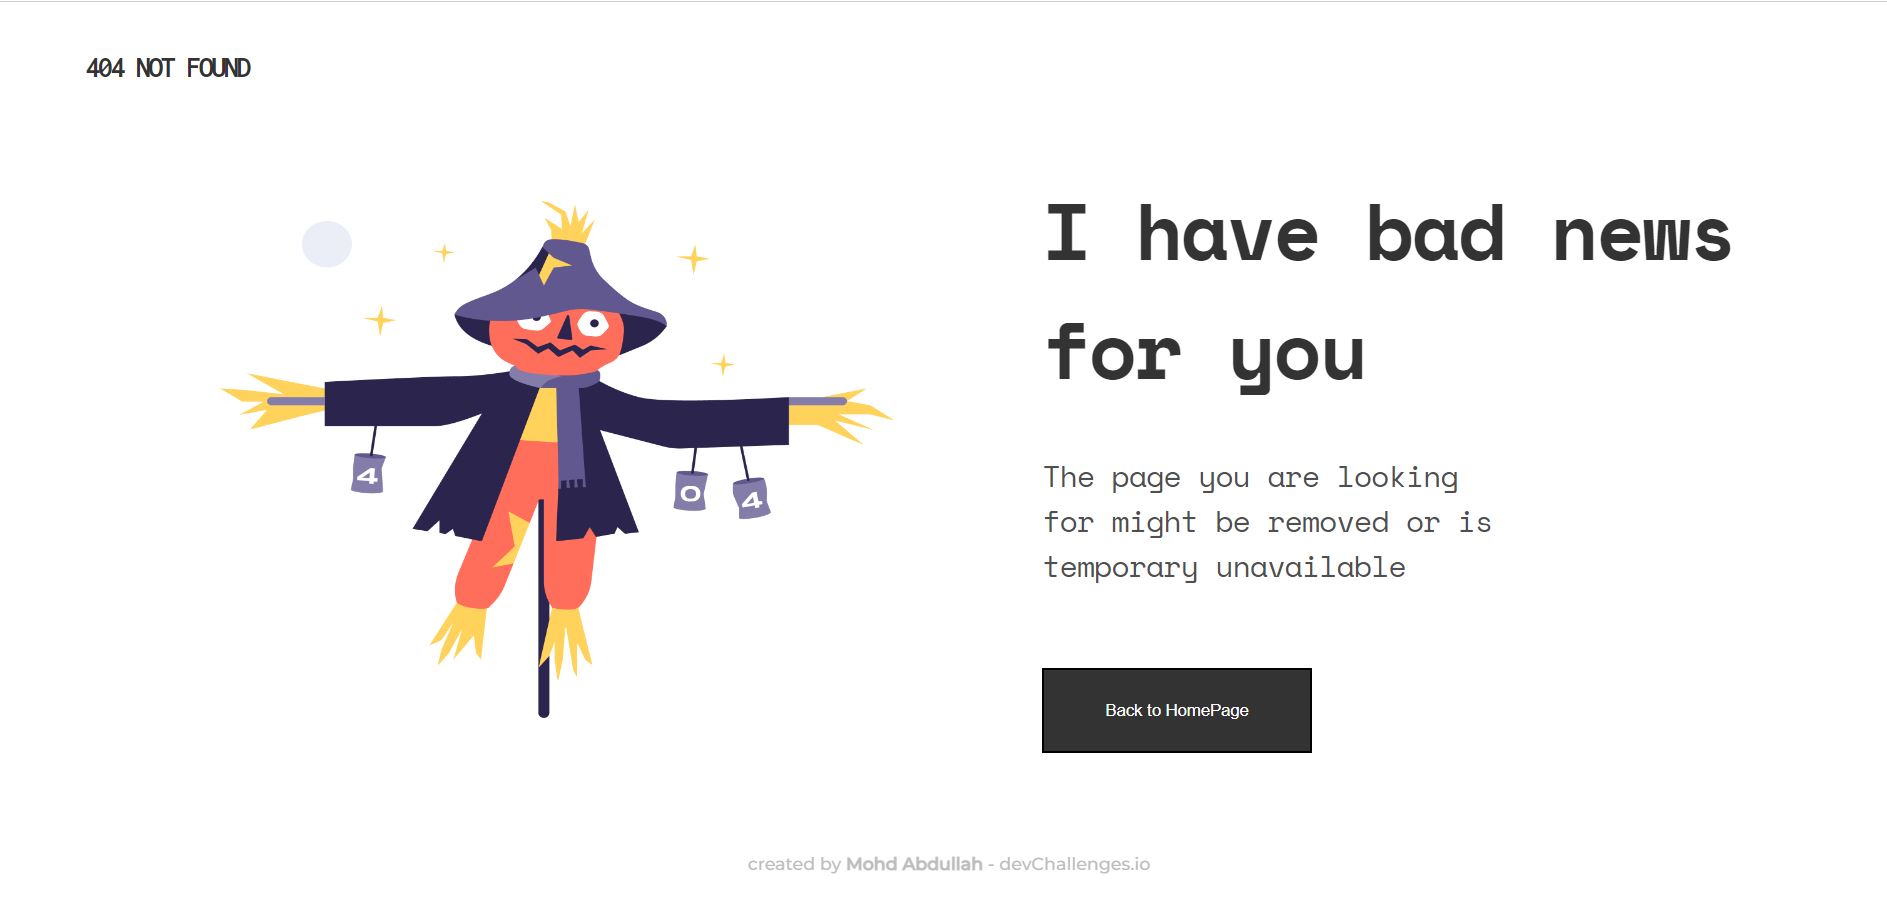 404 NOT FOUND
I have bad news
for you
4
0
4
The page you are looking
for might be removed or is
temporary unavailable
Back to HomePage
created by Mohd Abdullah - devChallenges.io